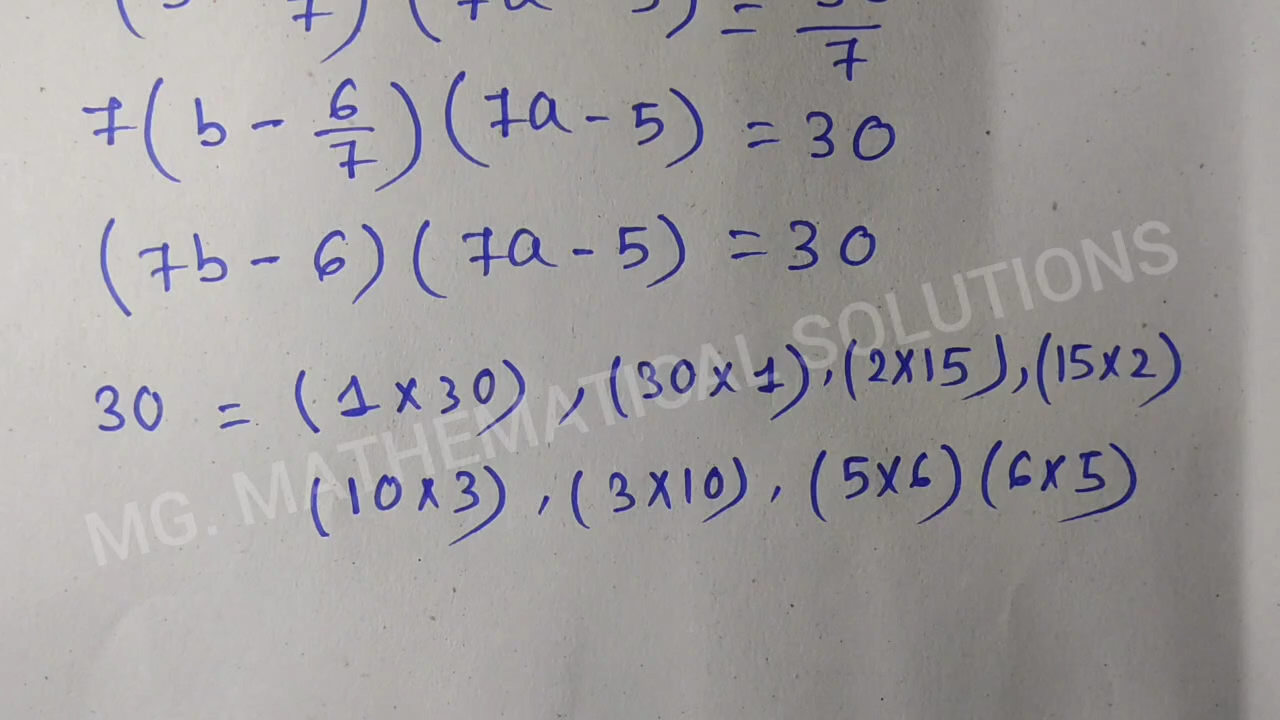 7(b - 6/7)(7a - 5) = 30
(7b - 6)(7a - 5) = 30
30 = (1 × 30), (30 × 1), (2×15), (15×2)
(10 × 3), (3 × 10), (5×6) (6×5)
MG. MATHEMATICAL SOLUTIONS